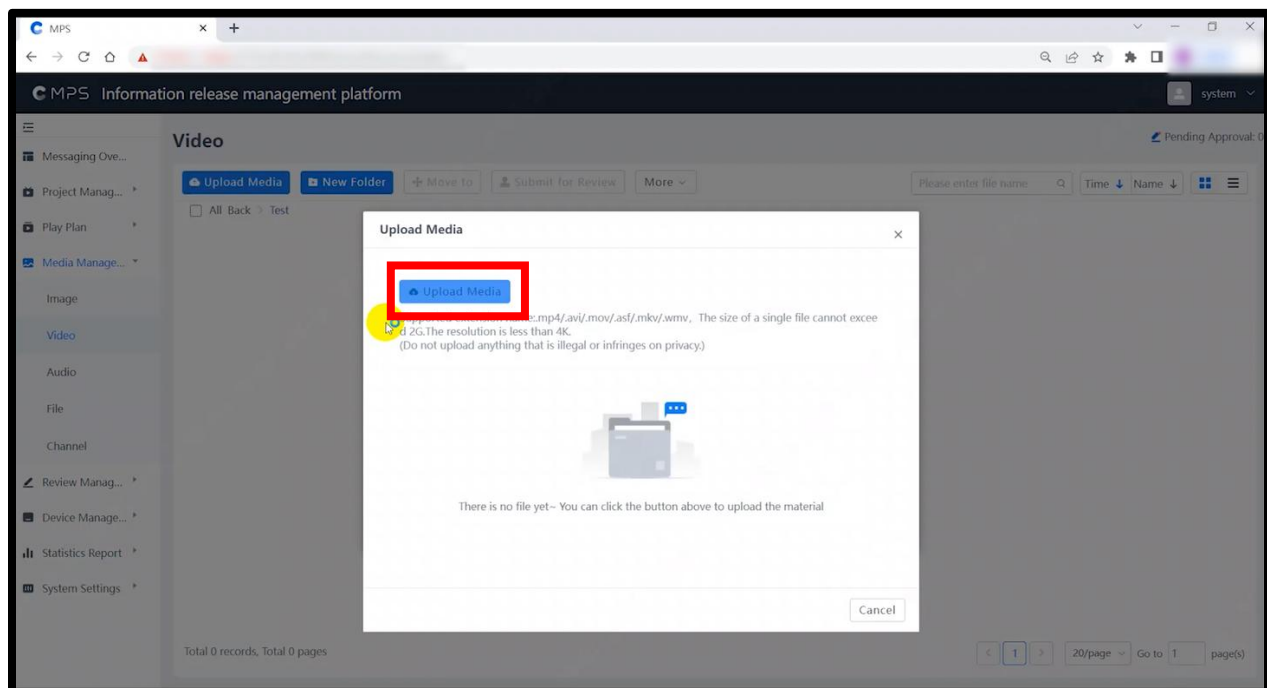 MPS
MPS Information release management platform
system
Messaging Ove...
Project Manag...
Play Plan
Media Manage...
Image
Video
Audio
File
Channel
Review Manag...
Device Manage...
Statistics Report
System Settings
Video
Pending Approval: 0
Upload Media
New Folder
Move to
Submit for Review
More
Please enter file name
Time
Name
All Back > Test
Upload Media
Upload Media
name:.mp4/.avi/.mov/.asf/.mkv/.wmv, The size of a single file cannot excee
d 2G.The resolution is less than 4K.
(Do not upload anything that is illegal or infringes on privacy.)
There is no file yet~ You can click the button above to upload the material
Cancel
Total 0 records, Total 0 pages
< 1 >
20/page
Go to 1 page(s)